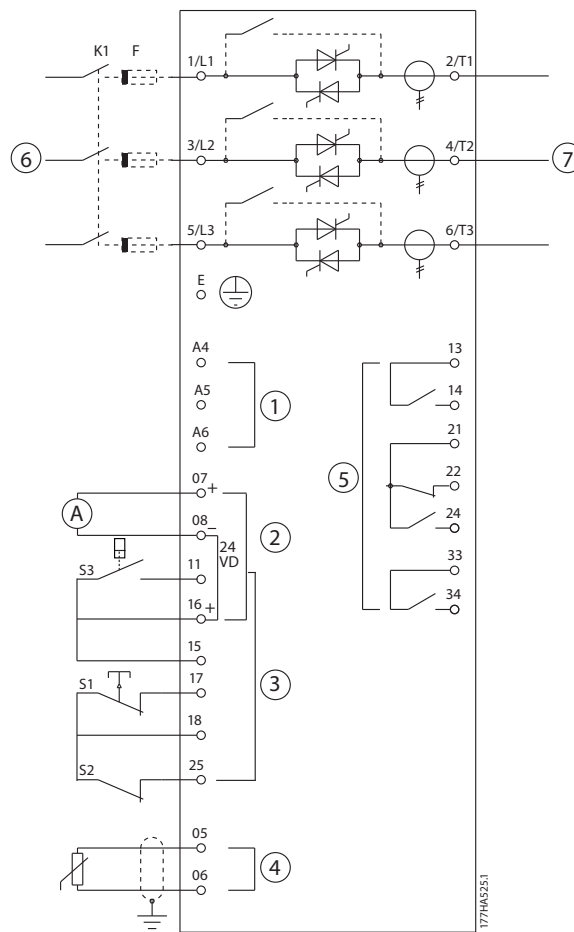 K1 F 1/L1 2/T1
6 3/L2 4/T2 7
5/L3 6/T3
E
A4 13
A5 1 14
A6 21
07 + 5 22
A 08 – 2 24
24 VD
S3 11 33
16 + 34
15
S1 17 3
18
S2 25
05
4
06
177HA525.1